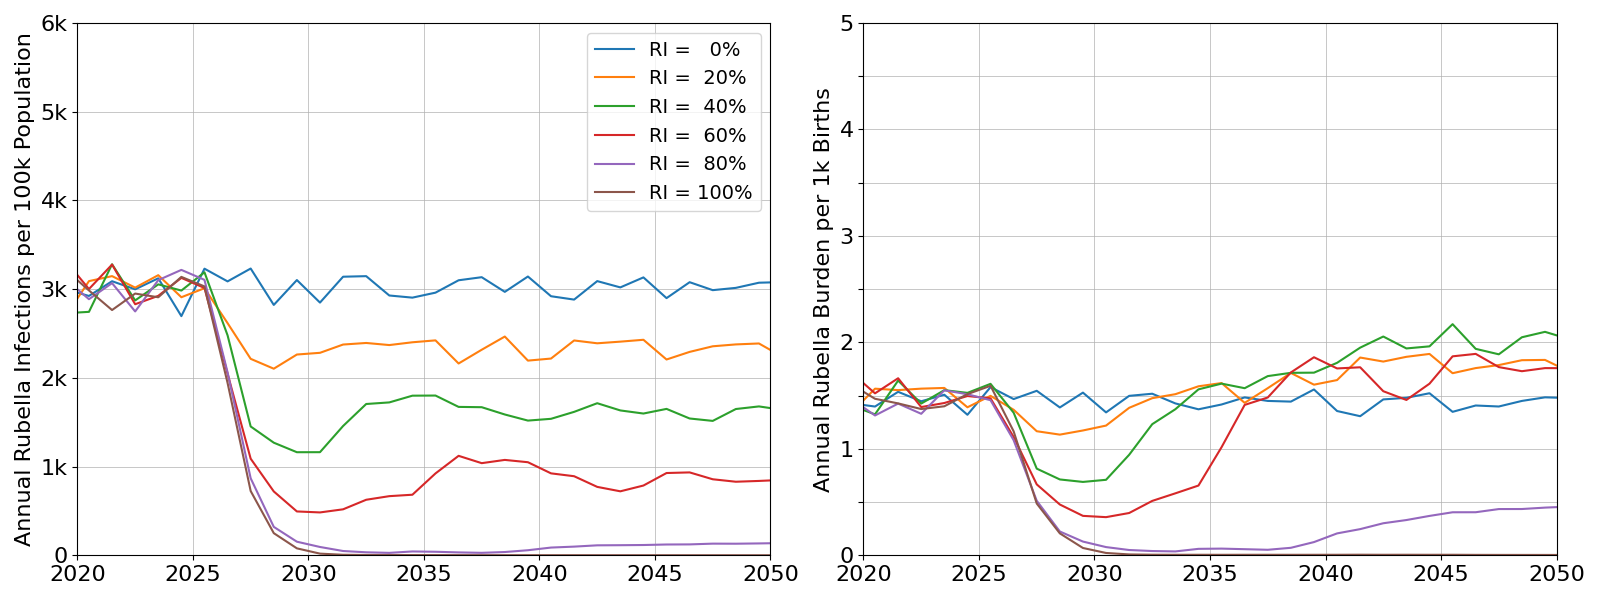 Annual Rubella Infections per 100k Population
6k
5k
4k
3k
2k
1k
0
2020 2025 2030 2035 2040 2045 2050
RI = 0%
RI = 20%
RI = 40%
RI = 60%
RI = 80%
RI = 100%
Annual Rubella Burden per 1k Births
5
4
3
2
1
0
2020 2025 2030 2035 2040 2045 2050